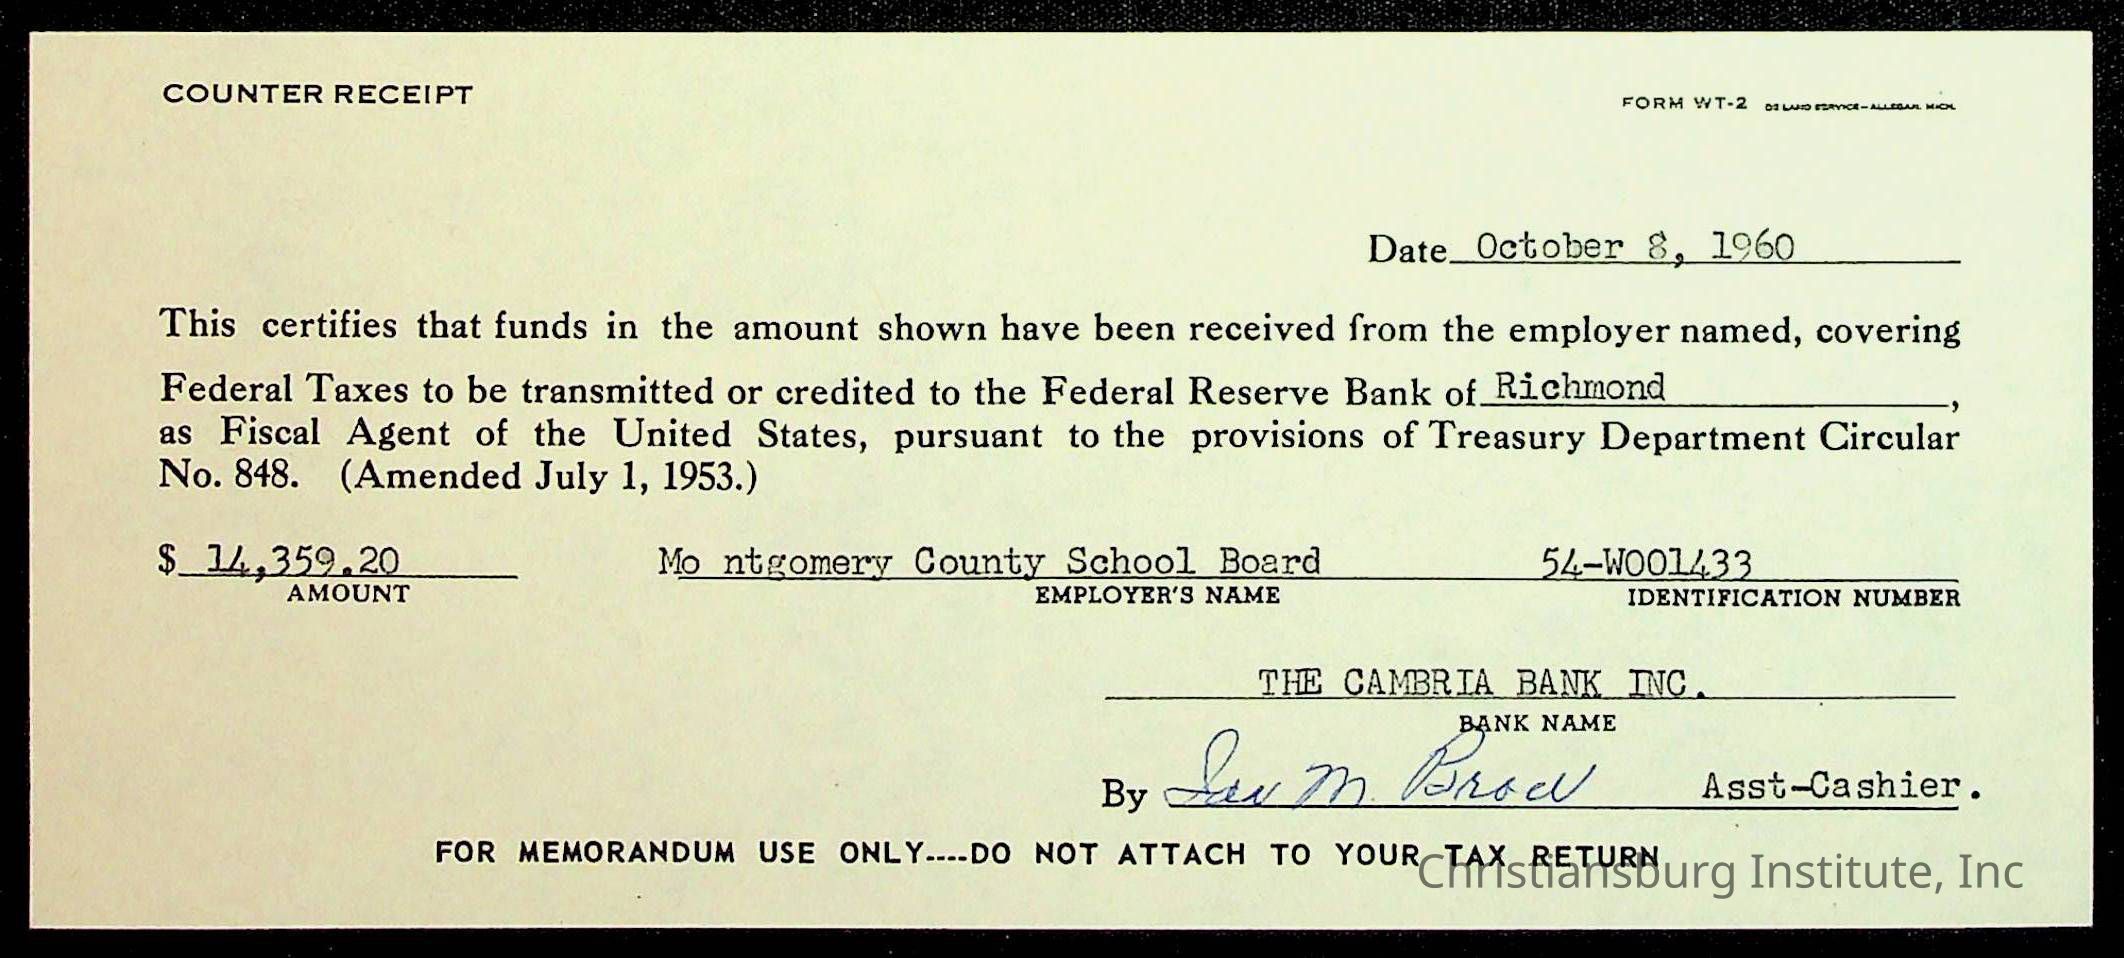 COUNTER RECEIPT
FORM WT-2 DE LAND SERVICE-ALLEGAN, MICH.
Date October 8, 1960
This certifies that funds in the amount shown have been received from the employer named, covering
Federal Taxes to be transmitted or credited to the Federal Reserve Bank of Richmond,
as Fiscal Agent of the United States, pursuant to the provisions of Treasury Department Circular
No. 848. (Amended July 1, 1953.)
$ 14,359.20 Mo ntgomery County School Board 54-W001433
AMOUNT EMPLOYER'S NAME IDENTIFICATION NUMBER
THE CAMBRIA BANK INC.
BANK NAME
By M. Asst-Cashier.
FOR MEMORANDUM USE ONLY----DO NOT ATTACH TO YOUR TAX RETURN
Christiansburg Institute, Inc